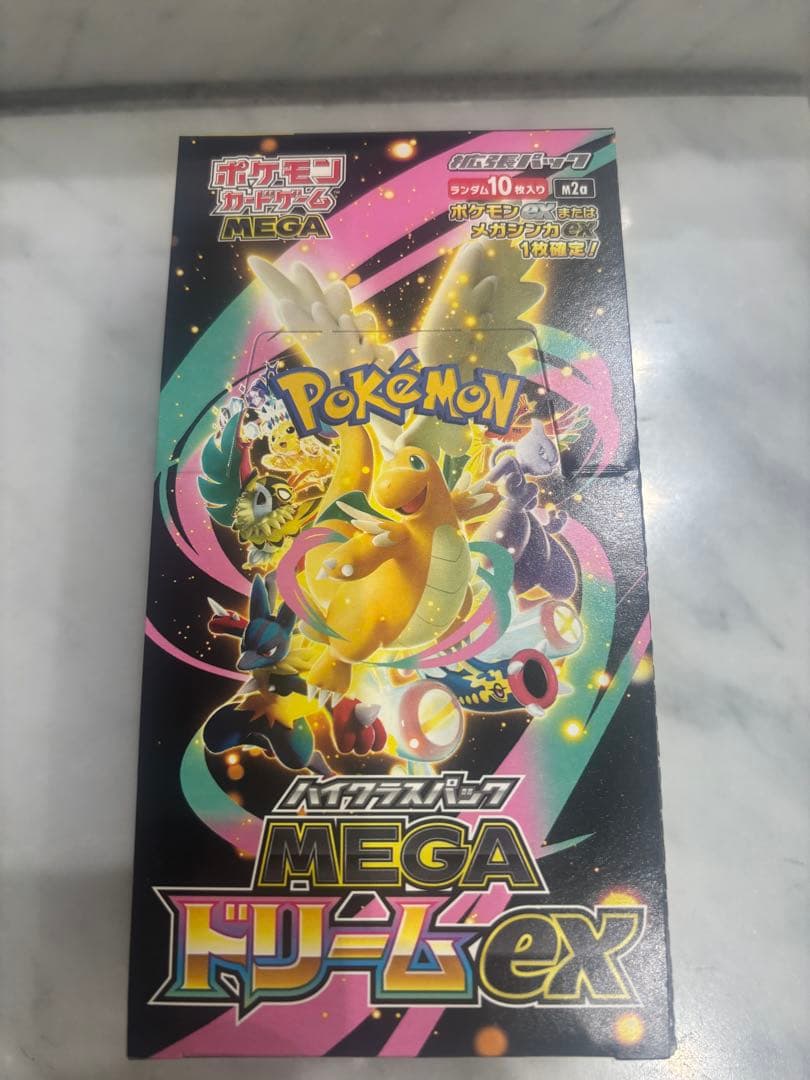 ポケモン
カードゲーム
MEGA
拡張パック
ランダム10枚入り M2a
ポケモンexまたは
メガシンカex
1枚確定!
POKéMON
ハイクラスパック
MEGA
ドリームex